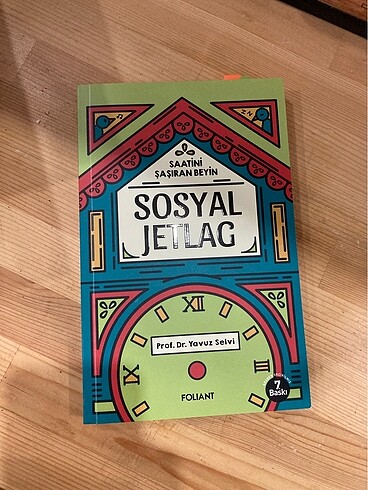 SAATİNİ
ŞAŞIRAN BEYİN
SOSYAL
JETLAG
XII
Prof. Dr. Yavuz Selvi
IX
III
7
Baskı
FOLIANT